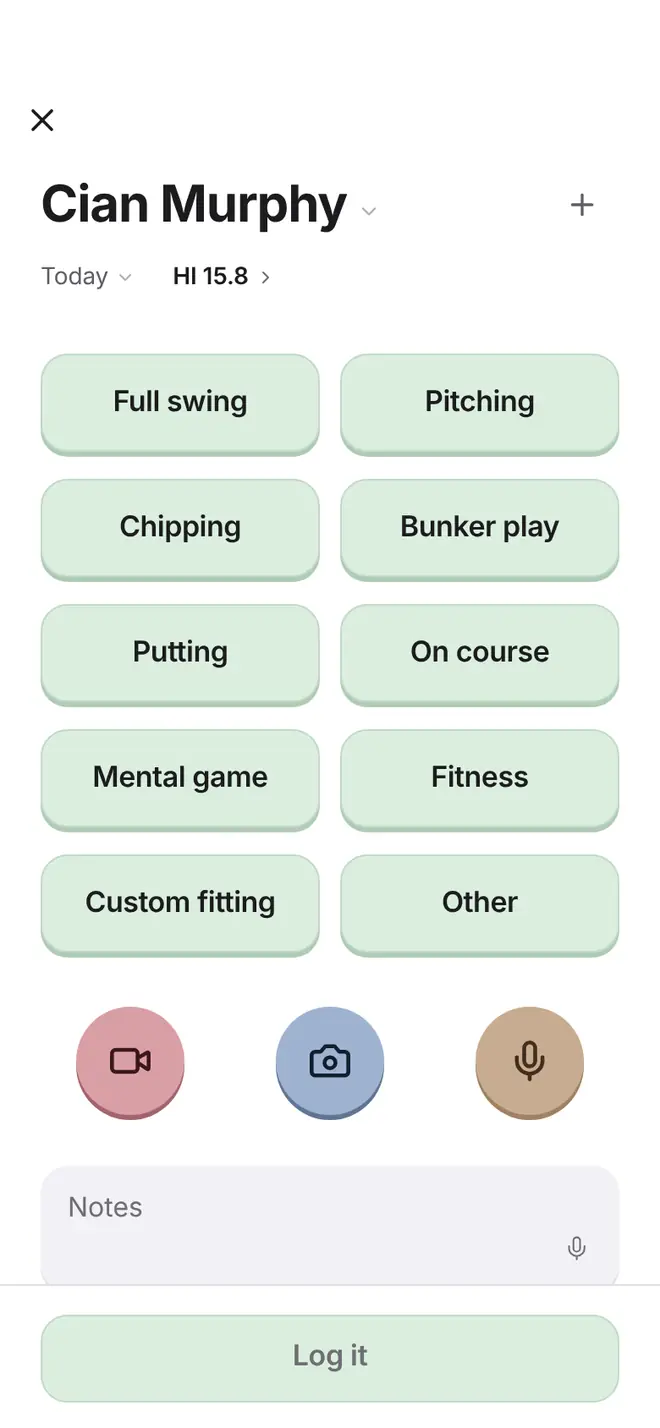 Cian Murphy
Today HI 15.8
Full swing Pitching
Chipping Bunker play
Putting On course
Mental game Fitness
Custom fitting Other
Notes
Log it